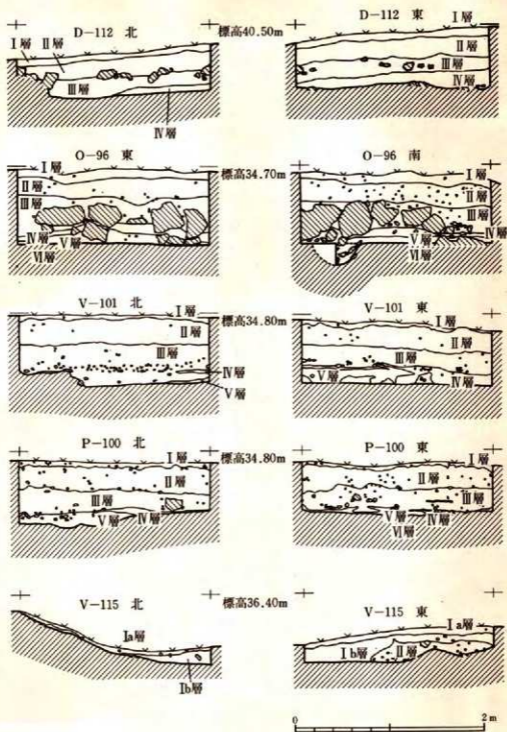 D-112 北
標高40.50m
D-112 東
Ⅰ層
Ⅱ層
Ⅲ層
Ⅳ層
Ⅰ層
Ⅱ層
Ⅲ層
Ⅳ層
O-96 東
標高34.70m
O-96 南
Ⅰ層
Ⅱ層
Ⅲ層
Ⅳ層
Ⅴ層
Ⅵ層
Ⅰ層
Ⅱ層
Ⅲ層
Ⅳ層
Ⅴ層
Ⅵ層
V-101 北
標高34.80m
V-101 東
Ⅰ層
Ⅱ層
Ⅲ層
Ⅳ層
Ⅴ層
Ⅰ層
Ⅱ層
Ⅲ層
Ⅴ層
Ⅳ層
P-100 北
標高34.80m
P-100 東
Ⅰ層
Ⅱ層
Ⅲ層
Ⅴ層
Ⅳ層
Ⅰ層
Ⅱ層
Ⅲ層
Ⅴ層
Ⅳ層
Ⅵ層
V-115 北
標高36.40m
V-115 東
Ⅰa層
Ⅰb層
Ⅰa層
Ⅰb層
Ⅱ層
0
2m